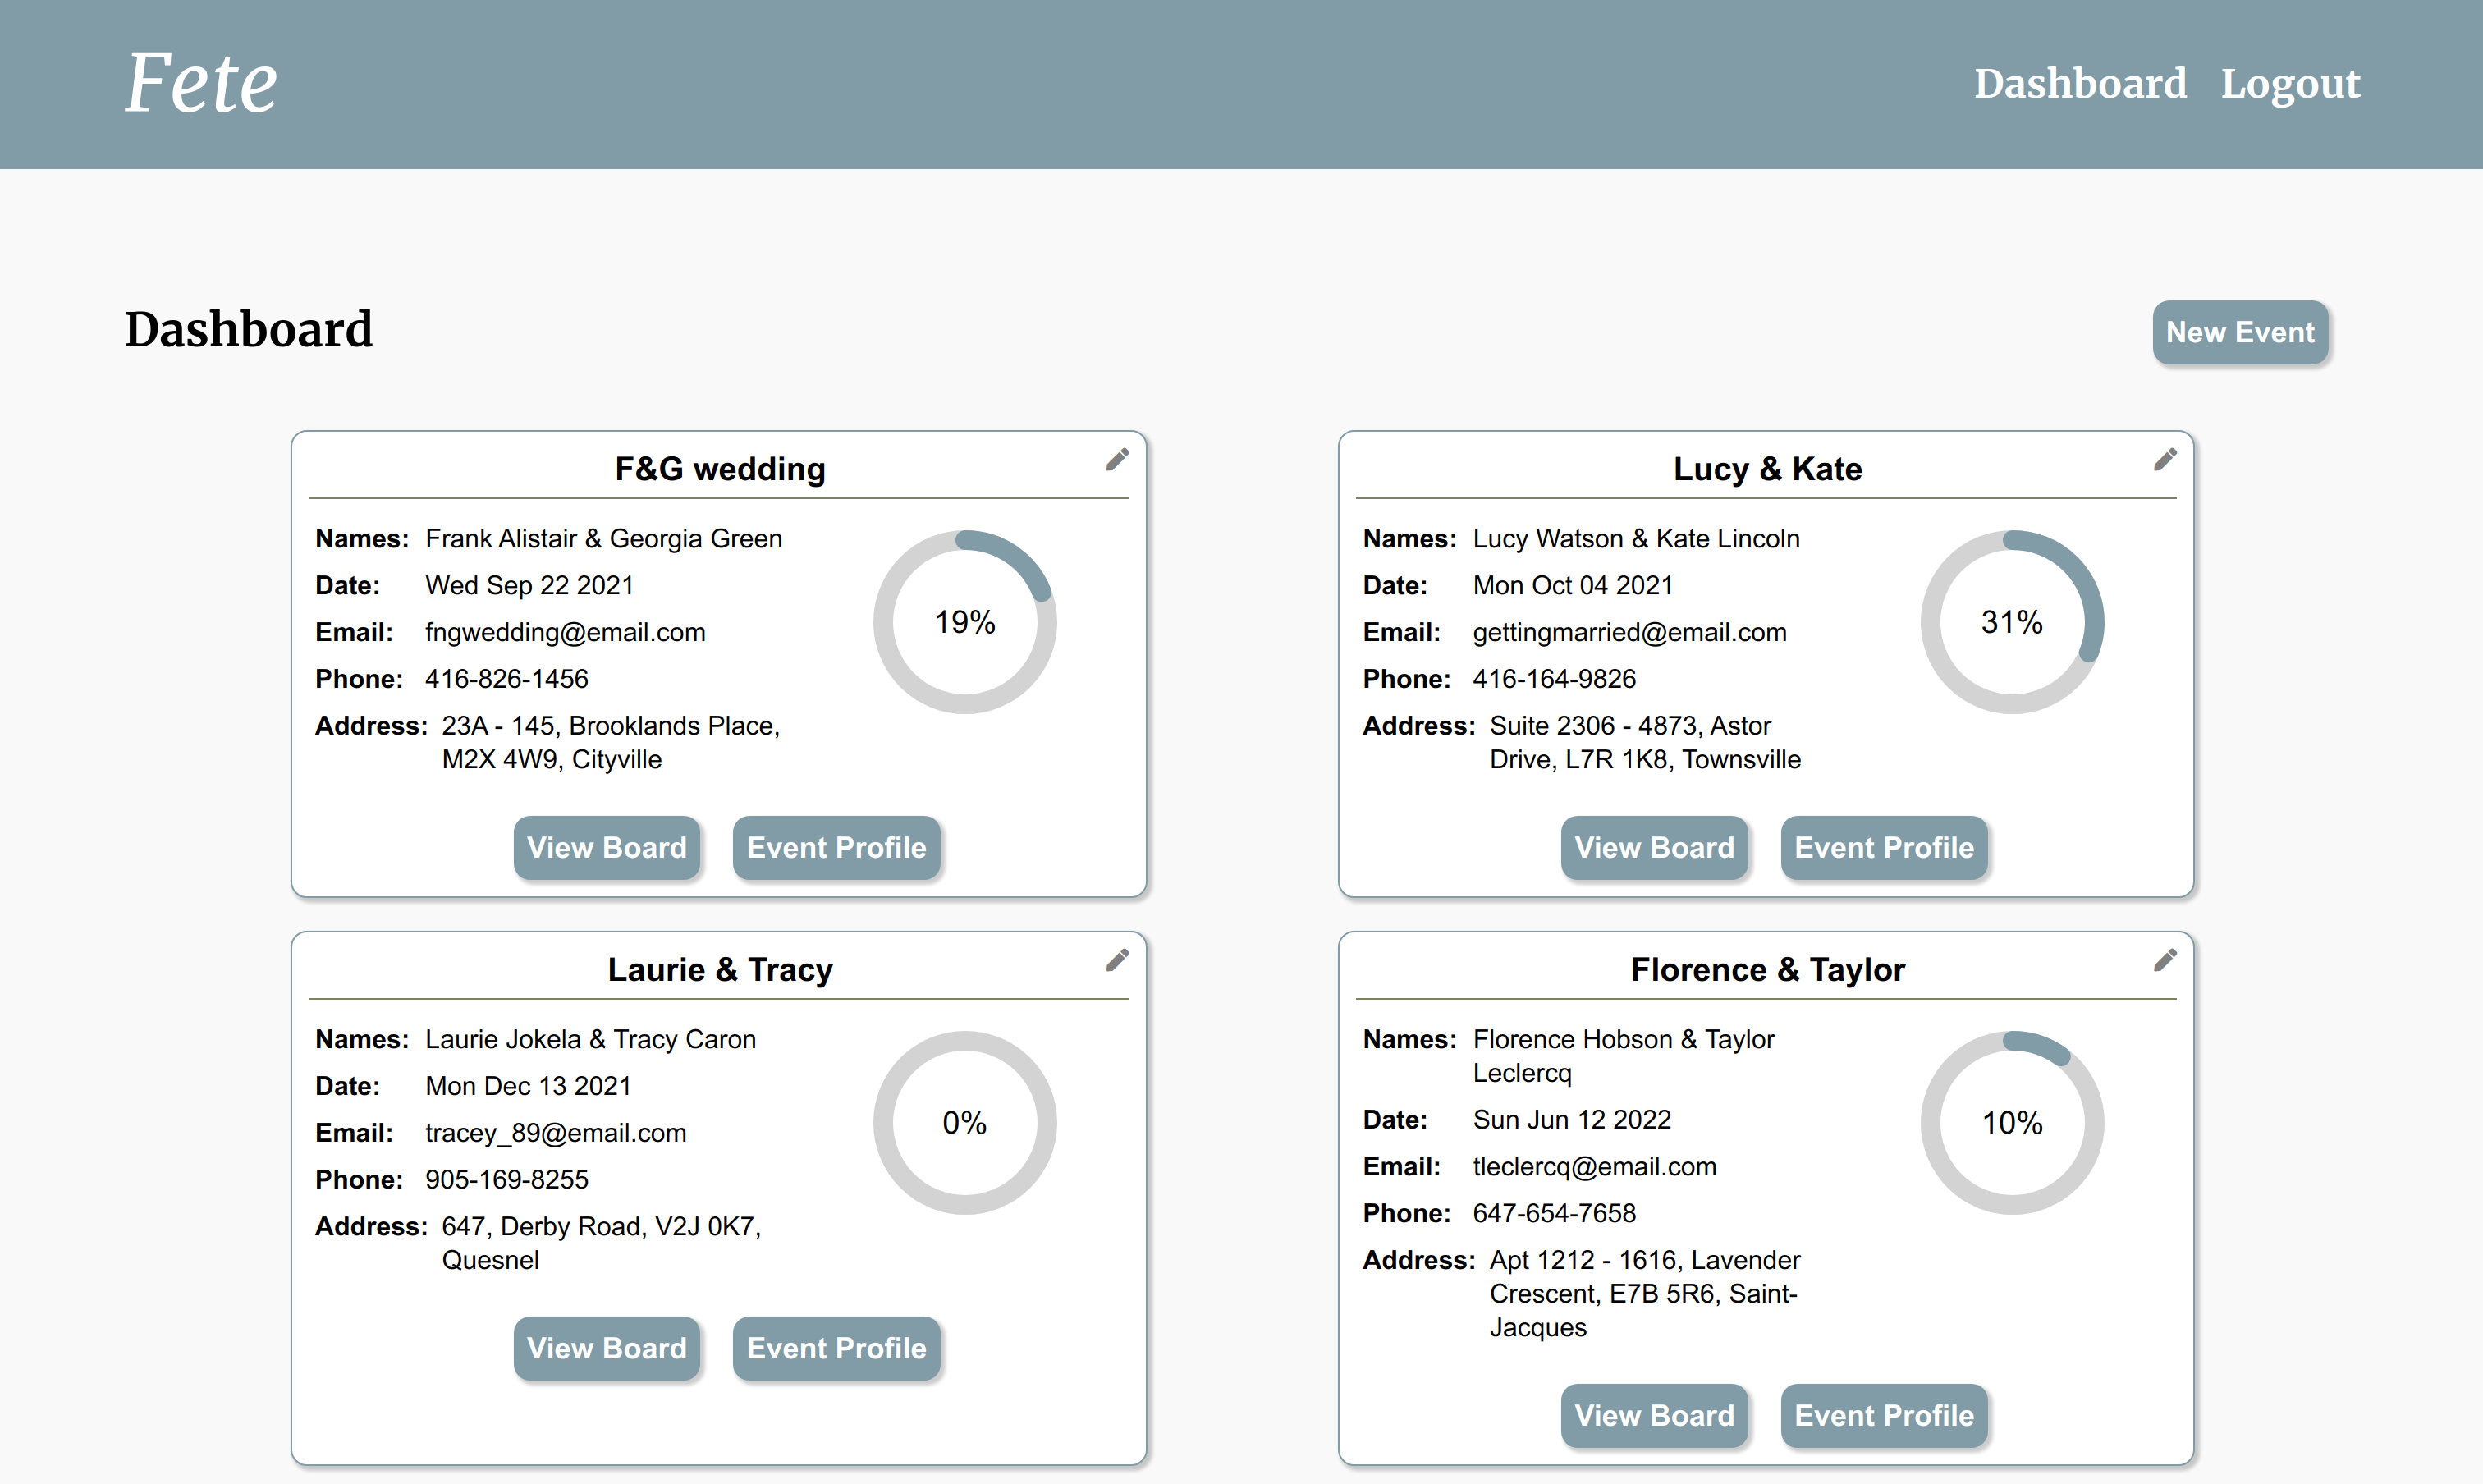 Fete
Dashboard Logout
Dashboard
New Event
F&G wedding
Names: Frank Alistair & Georgia Green
Date: Wed Sep 22 2021
Email: fngwedding@email.com
Phone: 416-826-1456
Address: 23A - 145, Brooklands Place,
M2X 4W9, Cityville
19%
View Board Event Profile
Lucy & Kate
Names: Lucy Watson & Kate Lincoln
Date: Mon Oct 04 2021
Email: gettingmarried@email.com
Phone: 416-164-9826
Address: Suite 2306 - 4873, Astor
Drive, L7R 1K8, Townsville
31%
View Board Event Profile
Laurie & Tracy
Names: Laurie Jokela & Tracy Caron
Date: Mon Dec 13 2021
Email: tracey_89@email.com
Phone: 905-169-8255
Address: 647, Derby Road, V2J 0K7,
Quesnel
0%
View Board Event Profile
Florence & Taylor
Names: Florence Hobson & Taylor
Leclercq
Date: Sun Jun 12 2022
Email: tleclercq@email.com
Phone: 647-654-7658
Address: Apt 1212 - 1616, Lavender
Crescent, E7B 5R6, Saint-
Jacques
10%
View Board Event Profile